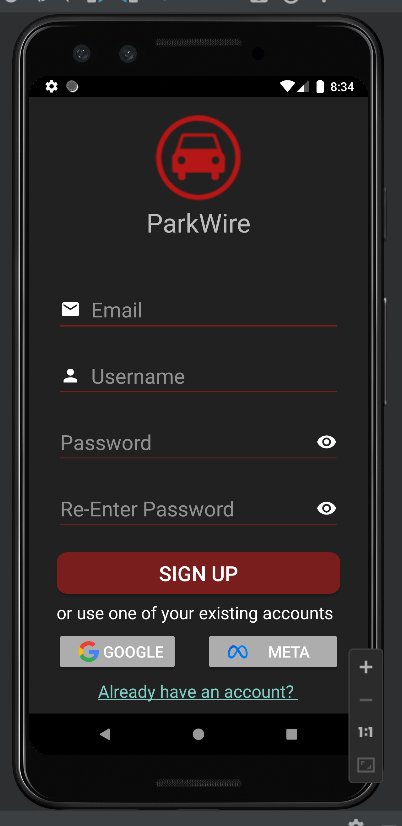 8:34
ParkWire
Email
Username
Password
Re-Enter Password
SIGN UP
or use one of your existing accounts
GOOGLE META
Already have an account?
1:1